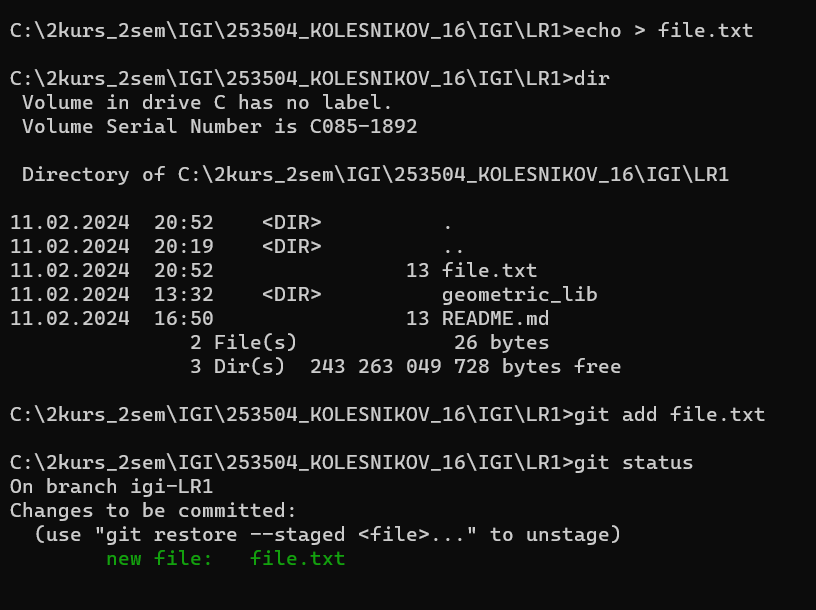 C:\2kurs_2sem\IGI\253504_KOLESNIKOV_16\IGI\LR1>echo > file.txt
C:\2kurs_2sem\IGI\253504_KOLESNIKOV_16\IGI\LR1>dir
 Volume in drive C has no label.
 Volume Serial Number is C085-1892
 Directory of C:\2kurs_2sem\IGI\253504_KOLESNIKOV_16\IGI\LR1
11.02.2024  20:52    <DIR>          .
11.02.2024  20:19    <DIR>          ..
11.02.2024  20:52                13 file.txt
11.02.2024  13:32    <DIR>          geometric_lib
11.02.2024  16:50                13 README.md
               2 File(s)             26 bytes
               3 Dir(s)  243 263 049 728 bytes free
C:\2kurs_2sem\IGI\253504_KOLESNIKOV_16\IGI\LR1>git add file.txt
C:\2kurs_2sem\IGI\253504_KOLESNIKOV_16\IGI\LR1>git status
On branch igi-LR1
Changes to be committed:
  (use "git restore --staged <file>..." to unstage)
        new file:   file.txt